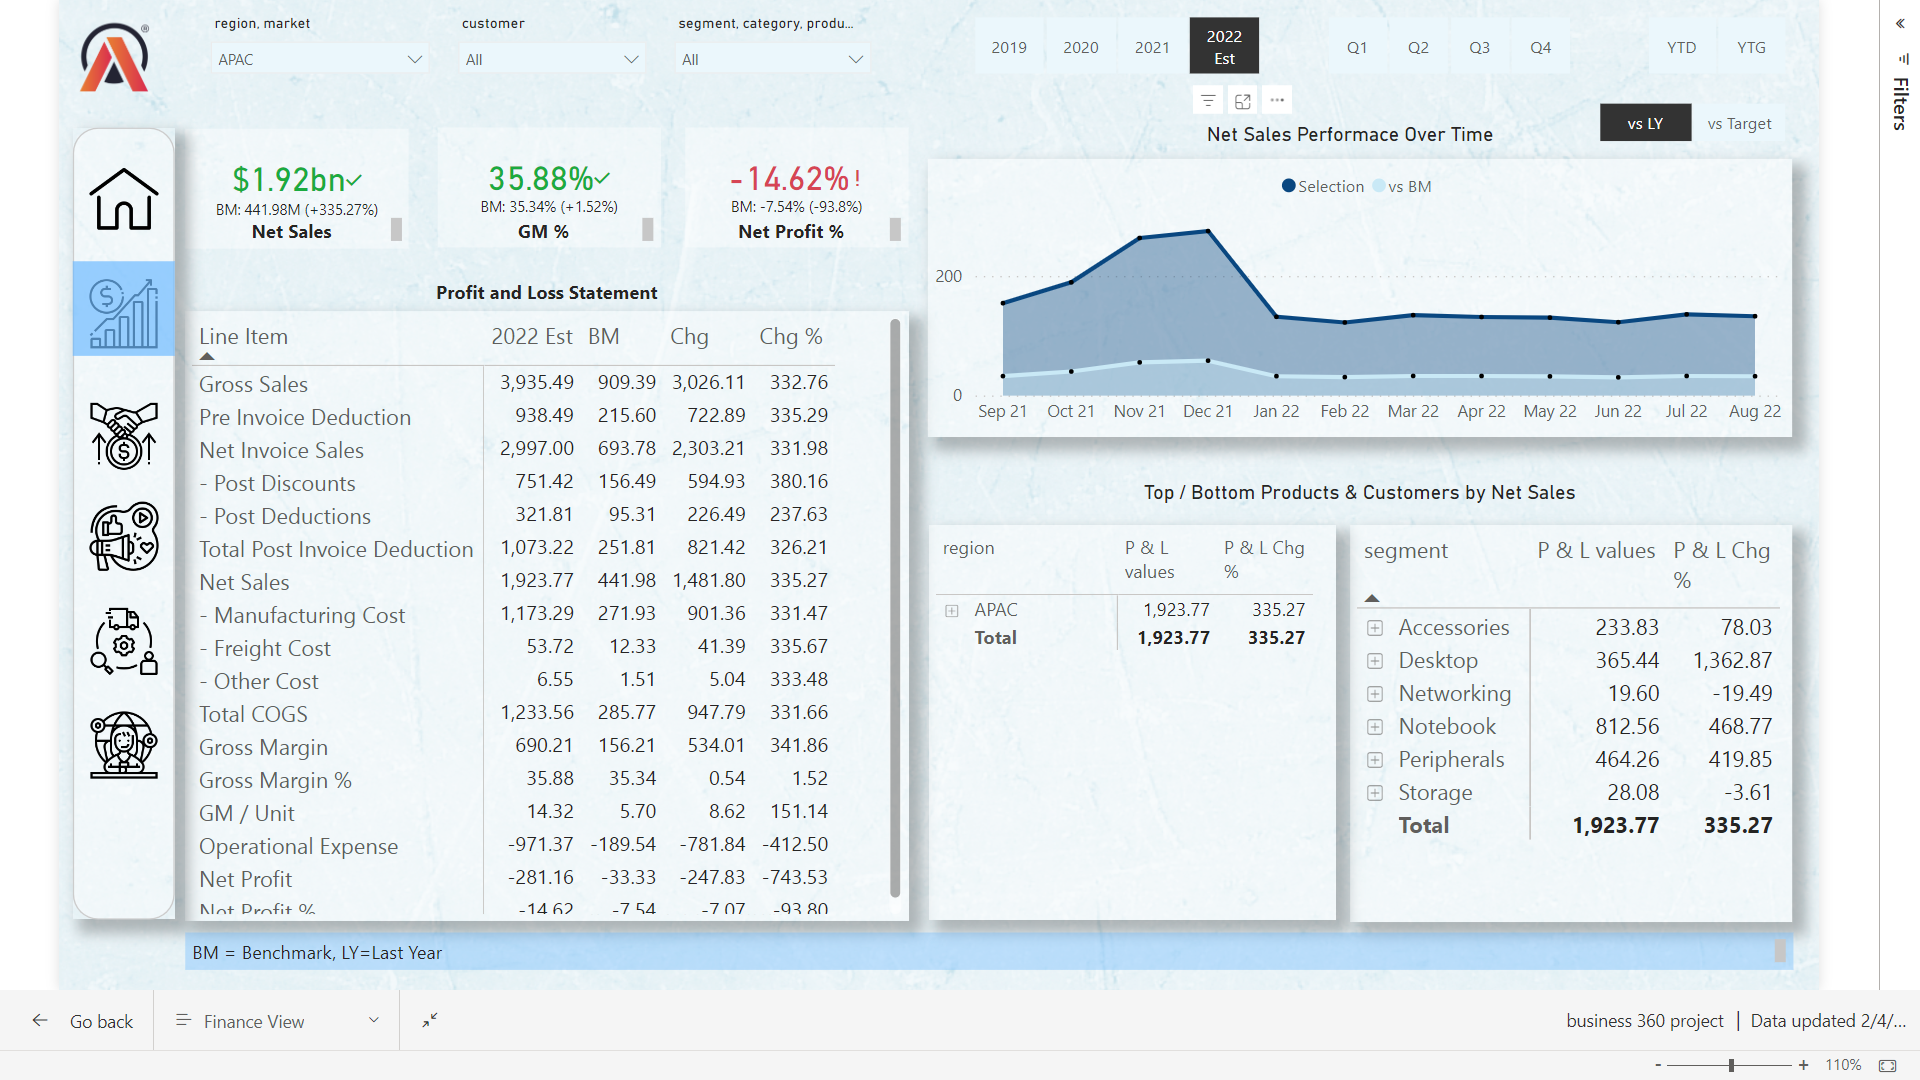 region, market
APAC
customer
All
segment, category, produ...
All
2019
2020
2021
2022
Est
Q1
Q2
Q3
Q4
YTD
YTG
«
Filters
vs LY
vs Target
$1.92bn
BM: 441.98M (+335.27%)
Net Sales
35.88%
BM: 35.34% (+1.52%)
GM %
-14.62%!
BM: -7.54% (-93.8%)
Net Profit %
Net Sales Performace Over Time
Selection vs BM
200
0
Sep 21 Oct 21 Nov 21 Dec 21 Jan 22 Feb 22 Mar 22 Apr 22 May 22 Jun 22 Jul 22 Aug 22
Profit and Loss Statement
Line Item 2022 Est BM Chg Chg %
Gross Sales 3,935.49 909.39 3,026.11 332.76
Pre Invoice Deduction 938.49 215.60 722.89 335.29
Net Invoice Sales 2,997.00 693.78 2,303.21 331.98
- Post Discounts 751.42 156.49 594.93 380.16
- Post Deductions 321.81 95.31 226.49 237.63
Total Post Invoice Deduction 1,073.22 251.81 821.42 326.21
Net Sales 1,923.77 441.98 1,481.80 335.27
- Manufacturing Cost 1,173.29 271.93 901.36 331.47
- Freight Cost 53.72 12.33 41.39 335.67
- Other Cost 6.55 1.51 5.04 333.48
Total COGS 1,233.56 285.77 947.79 331.66
Gross Margin 690.21 156.21 534.01 341.86
Gross Margin % 35.88 35.34 0.54 1.52
GM / Unit 14.32 5.70 8.62 151.14
Operational Expense -971.37 -189.54 -781.84 -412.50
Net Profit -281.16 -33.33 -247.83 -743.53
Net Profit % -14.62 -7.54 -7.07 -93.80
Top / Bottom Products & Customers by Net Sales
region P & L values P & L Chg %
APAC 1,923.77 335.27
Total 1,923.77 335.27
segment P & L values P & L Chg %
Accessories 233.83 78.03
Desktop 365.44 1,362.87
Networking 19.60 -19.49
Notebook 812.56 468.77
Peripherals 464.26 419.85
Storage 28.08 -3.61
Total 1,923.77 335.27
BM = Benchmark, LY=Last Year
Go back
Finance View
business 360 project | Data updated 2/4/...
- + 110%